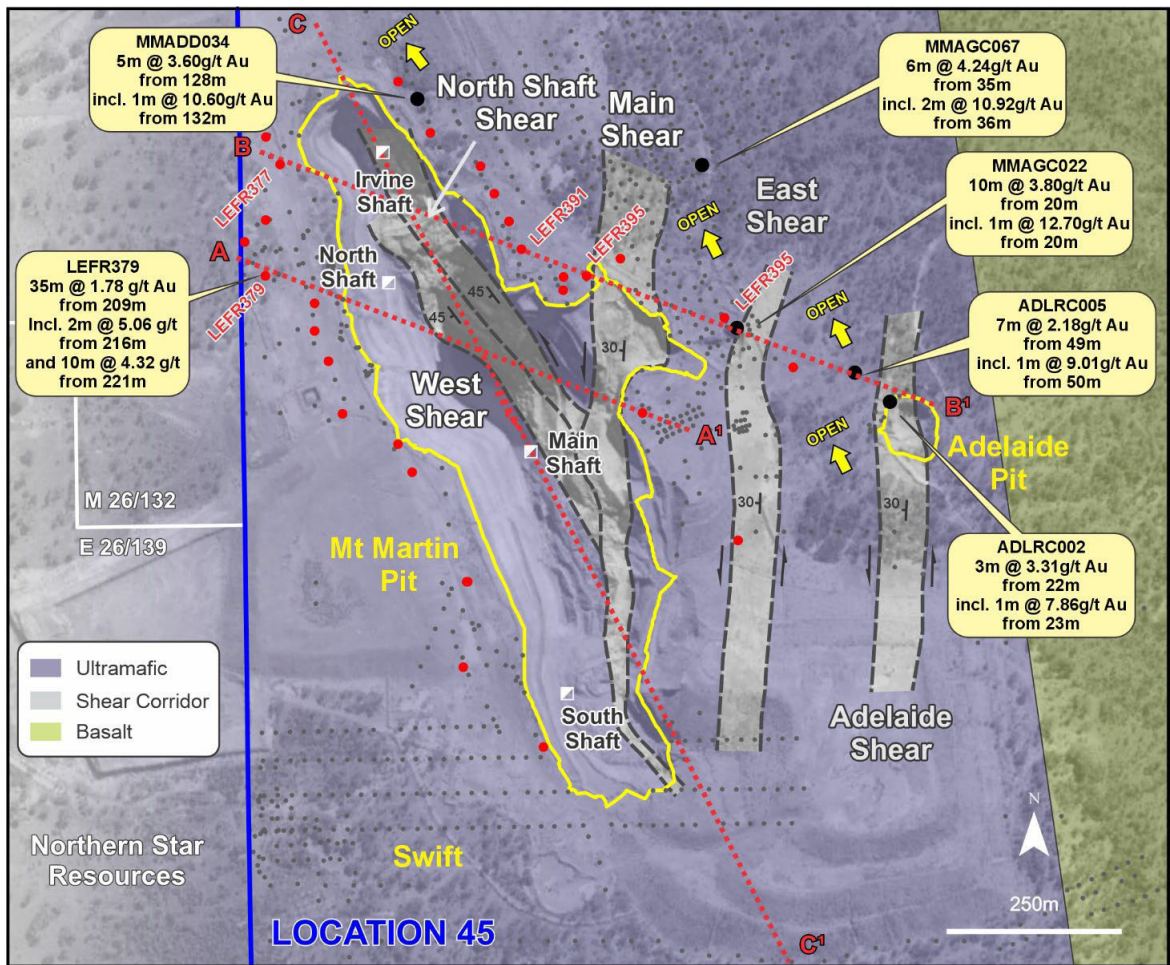 C
OPEN
MMADD034
5m @ 3.60g/t Au
from 128m
incl. 1m @ 10.60g/t Au
from 132m
North Shaft
Shear
Main
Shear
MMAGC067
6m @ 4.24g/t Au
from 35m
incl. 2m @ 10.92g/t Au
from 36m
B
LEFR377
Irvine
Shaft
LEFR391
LEFR395
East
Shear
OPEN
MMAGC022
10m @ 3.80g/t Au
from 20m
incl. 1m @ 12.70g/t Au
from 20m
A
North
Shaft
LEFR379
35m @ 1.78 g/t Au
from 209m
Incl. 2m @ 5.06 g/t
from 216m
and 10m @ 4.32 g/t
from 221m
LEFR379
45
45
30
LEFR395
OPEN
ADLRC005
7m @ 2.18g/t Au
from 49m
incl. 1m @ 9.01g/t Au
from 50m
West
Shear
A¹
B¹
OPEN
Adelaide
Pit
Main
Shaft
M 26/132
E 26/139
30
30
Mt Martin
Pit
ADLRC002
3m @ 3.31g/t Au
from 22m
incl. 1m @ 7.86g/t Au
from 23m
Ultramafic
Shear Corridor
Basalt
South
Shaft
Adelaide
Shear
Northern Star
Resources
Swift
N
250m
LOCATION 45
C¹